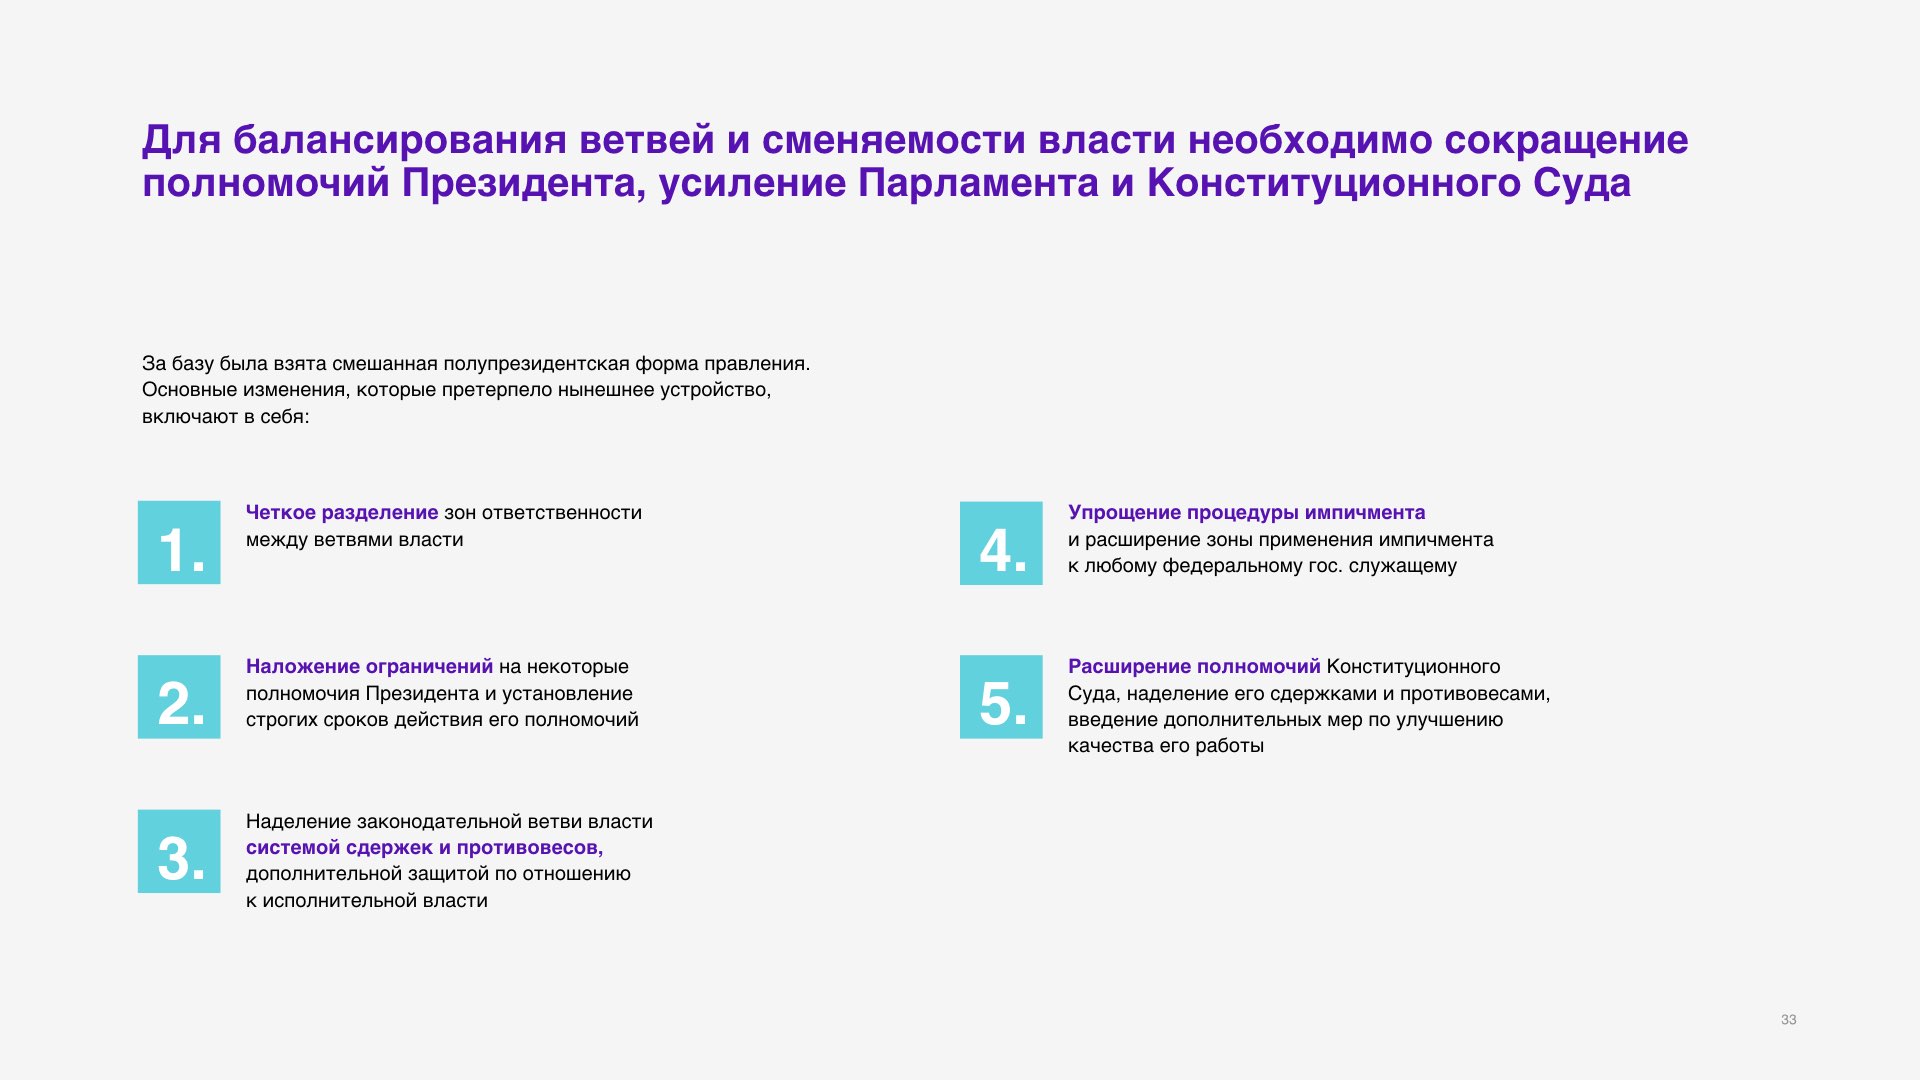 Для балансирования ветвей и сменяемости власти необходимо сокращение
полномочий Президента, усиление Парламента и Конституционного Суда
За базу была взята смешанная полупрезидентская форма правления.
Основные изменения, которые претерпело нынешнее устройство,
включают в себя:
1.
Четкое разделение зон ответственности
между ветвями власти
2.
Наложение ограничений на некоторые
полномочия Президента и установление
строгих сроков действия его полномочий
3.
Наделение законодательной ветви власти
системой сдержек и противовесов,
дополнительной защитой по отношению
к исполнительной власти
4.
Упрощение процедуры импичмента
и расширение зоны применения импичмента
к любому федеральному гос. служащему
5.
Расширение полномочий Конституционного
Суда, наделение его сдержками и противовесами,
введение дополнительных мер по улучшению
качества его работы
33